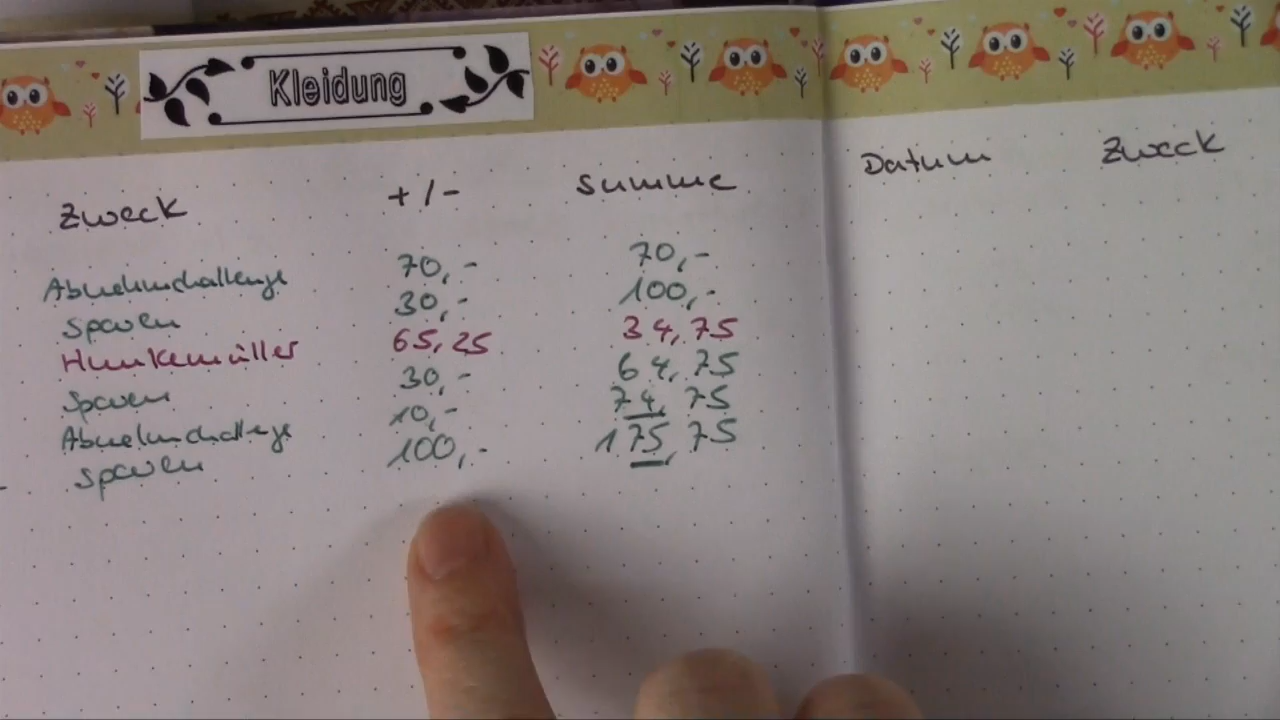 Kleidung
Zweck +/- Summe Datum Zweck
Abnehmchallenge 70,- 70,-
Sparen 30,- 100,-
Hunkemüller 65,25 34,75
Sparen 30,- 64,75
Abnehmchallenge 10,- 74,75
Sparen 100,- 175,75